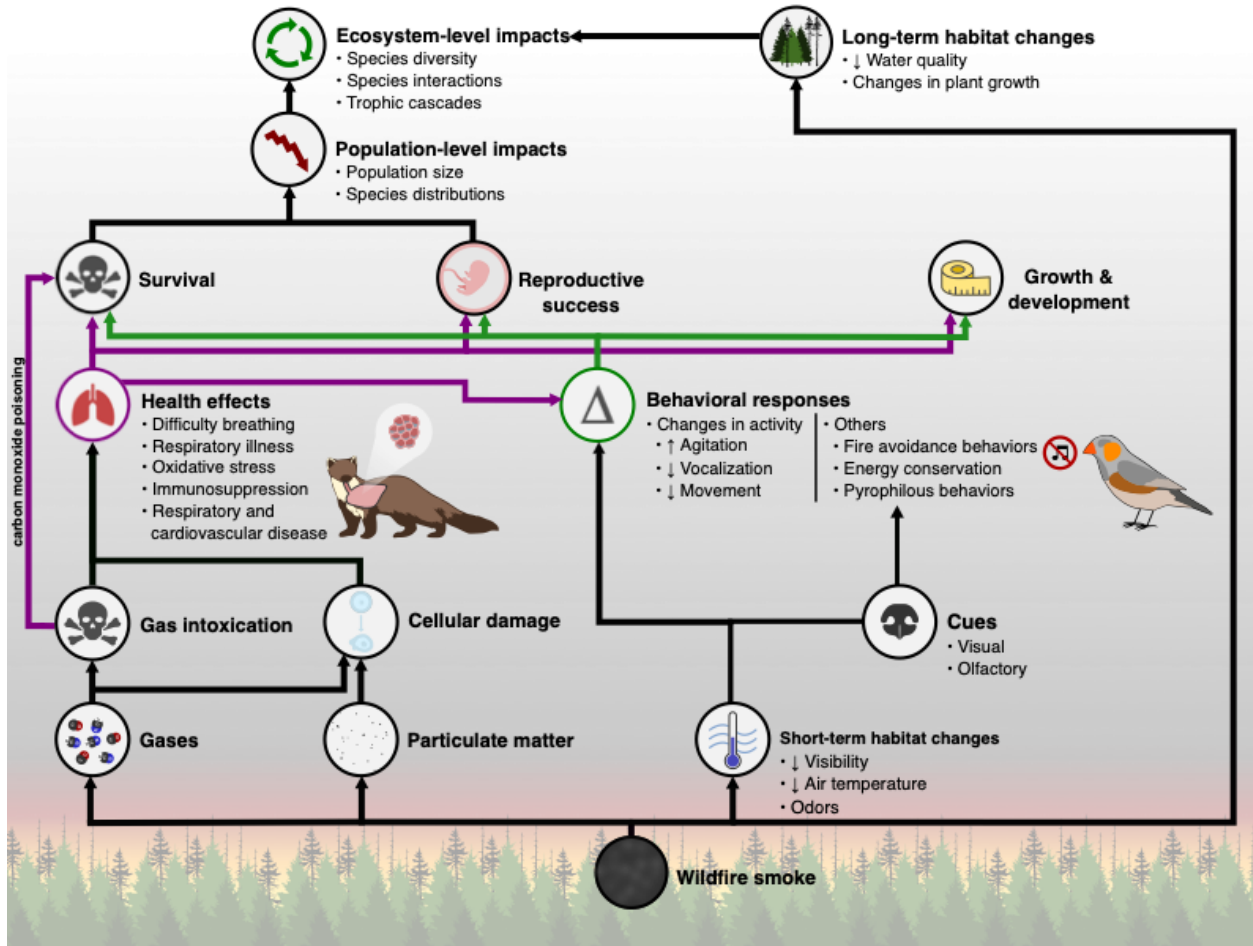 Ecosystem-level impacts
• Species diversity
• Species interactions
• Trophic cascades
Long-term habitat changes
• ↓ Water quality
• Changes in plant growth
Population-level impacts
• Population size
• Species distributions
Survival
Reproductive
success
Growth &
development
carbon monoxide poisoning
Health effects
• Difficulty breathing
• Respiratory illness
• Oxidative stress
• Immunosuppression
• Respiratory and
cardiovascular disease
Δ
Behavioral responses
• Changes in activity
• ↑ Agitation
• ↓ Vocalization
• ↓ Movement
• Others
• Fire avoidance behaviors
• Energy conservation
• Pyrophilous behaviors
Gas intoxication
Cellular damage
Cues
• Visual
• Olfactory
Gases
Particulate matter
Short-term habitat changes
• ↓ Visibility
• ↓ Air temperature
• Odors
Wildfire smoke